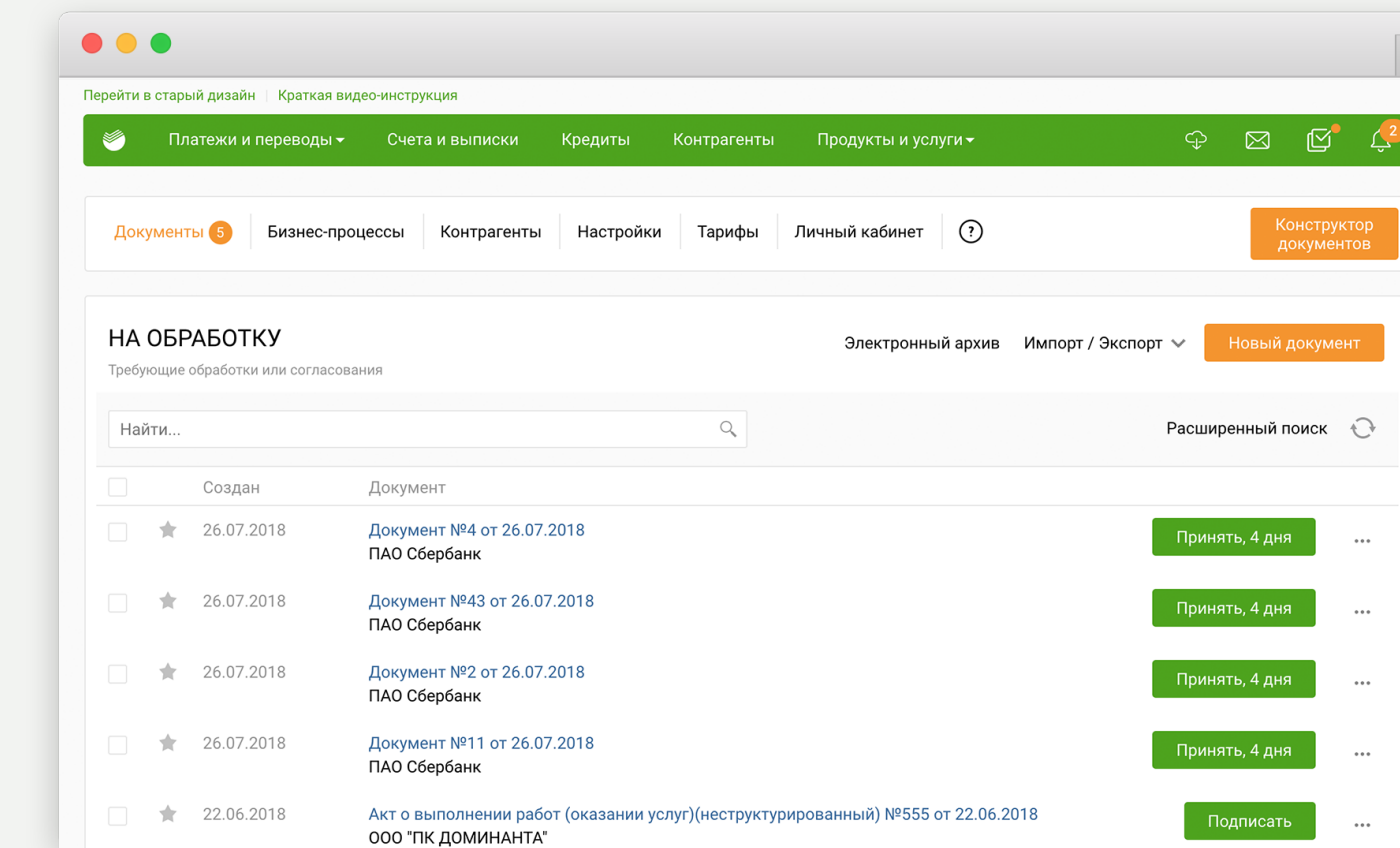 Перейти в старый дизайн Краткая видео-инструкция
Платежи и переводы Счета и выписки Кредиты Контрагенты Продукты и услуги 2
Документы 5 Бизнес-процессы Контрагенты Настройки Тарифы Личный кабинет ? Конструктор
документов
НА ОБРАБОТКУ
Электронный архив Импорт / Экспорт Новый документ
Требующие обработки или согласования
Найти... Расширенный поиск
Создан Документ
26.07.2018 Документ №4 от 26.07.2018 Принять, 4 дня ...
ПАО Сбербанк
26.07.2018 Документ №43 от 26.07.2018 Принять, 4 дня ...
ПАО Сбербанк
26.07.2018 Документ №2 от 26.07.2018 Принять, 4 дня ...
ПАО Сбербанк
26.07.2018 Документ №11 от 26.07.2018 Принять, 4 дня ...
ПАО Сбербанк
22.06.2018 Акт о выполнении работ (оказании услуг)(неструктурированный) №555 от 22.06.2018 Подписать ...
ООО "ПК ДОМИНАНТА"